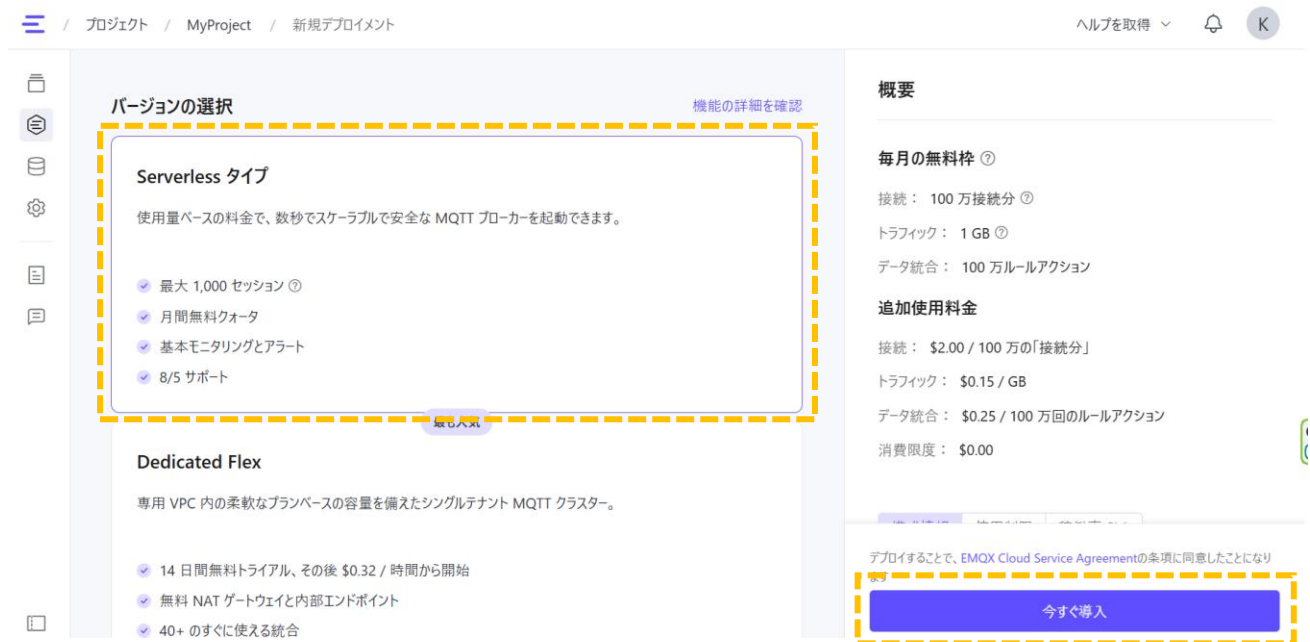 / プロジェクト / MyProject / 新規デプロイメント
ヘルプを取得
K
バージョンの選択
機能の詳細を確認
Serverless タイプ
使用量ベースの料金で、数秒でスケーラブルで安全な MQTT ブローカーを起動できます。
最大 1,000 セッション
月間無料クォータ
基本モニタリングとアラート
8/5 サポート
最も人気
Dedicated Flex
専用 VPC 内の柔軟なプランベースの容量を備えたシングルテナント MQTT クラスター。
14 日間無料トライアル、その後 $0.32 / 時間から開始
無料 NAT ゲートウェイと内部エンドポイント
40+ のすぐに使える統合
概要
毎月の無料枠
接続： 100 万接続分
トラフィック： 1 GB
データ統合： 100 万ルールアクション
追加使用料金
接続： $2.00 / 100 万の「接続分」
トラフィック： $0.15 / GB
データ統合： $0.25 / 100 万回のルールアクション
消費限度： $0.00
デプロイすることで、EMQX Cloud Service Agreementの条項に同意したことになり
ます
今すぐ導入